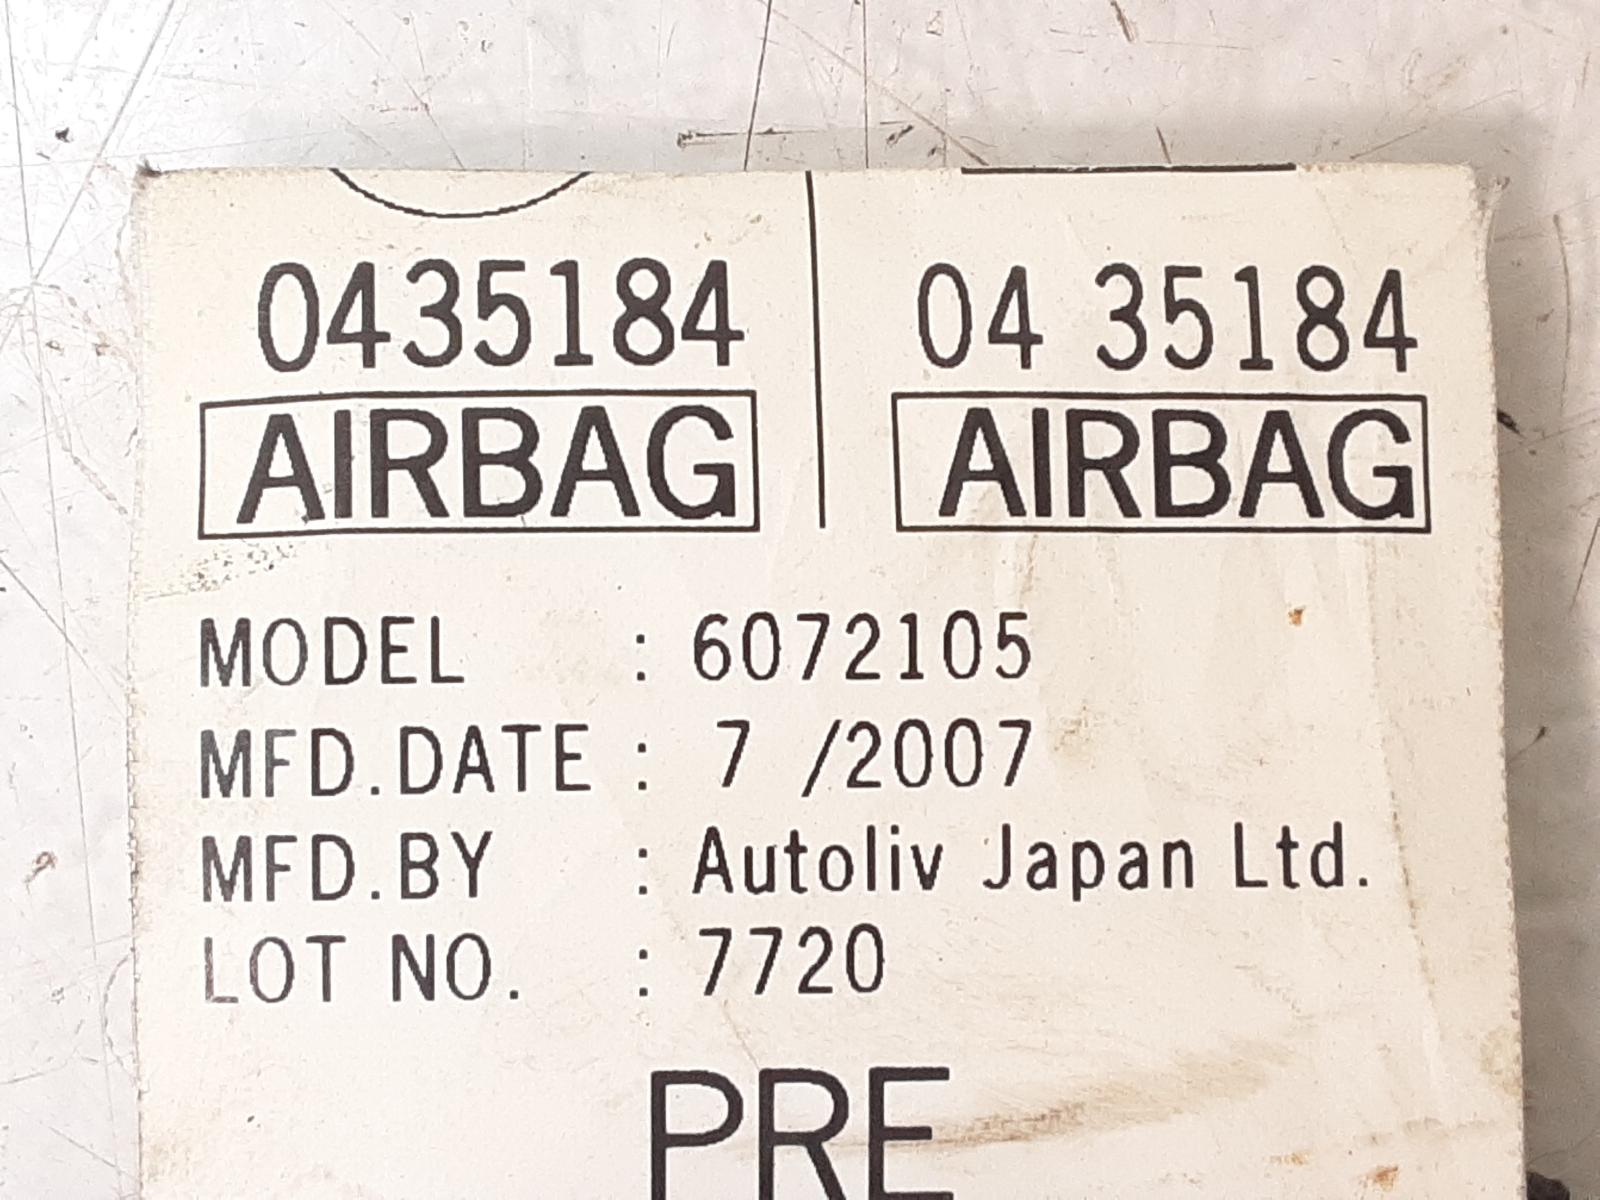 0435184 04 35184
AIRBAG AIRBAG
MODEL : 6072105
MFD.DATE : 7 /2007
MFD.BY : Autoliv Japan Ltd.
LOT NO. : 7720
PRE